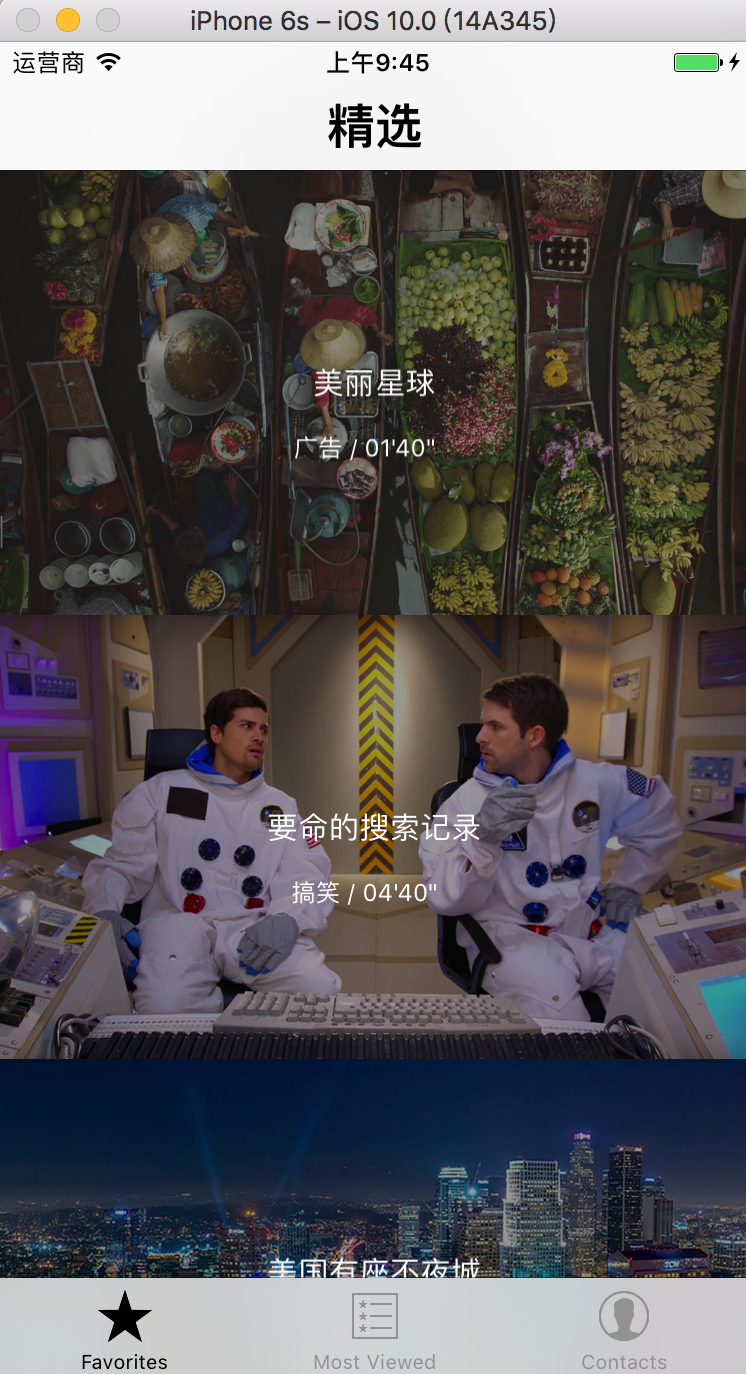 iPhone 6s – iOS 10.0 (14A345)
运营商 上午9:45
精选
美丽星球
广告 / 01'40"
要命的搜索记录
搞笑 / 04'40"
美国有座不夜城
Favorites Most Viewed Contacts